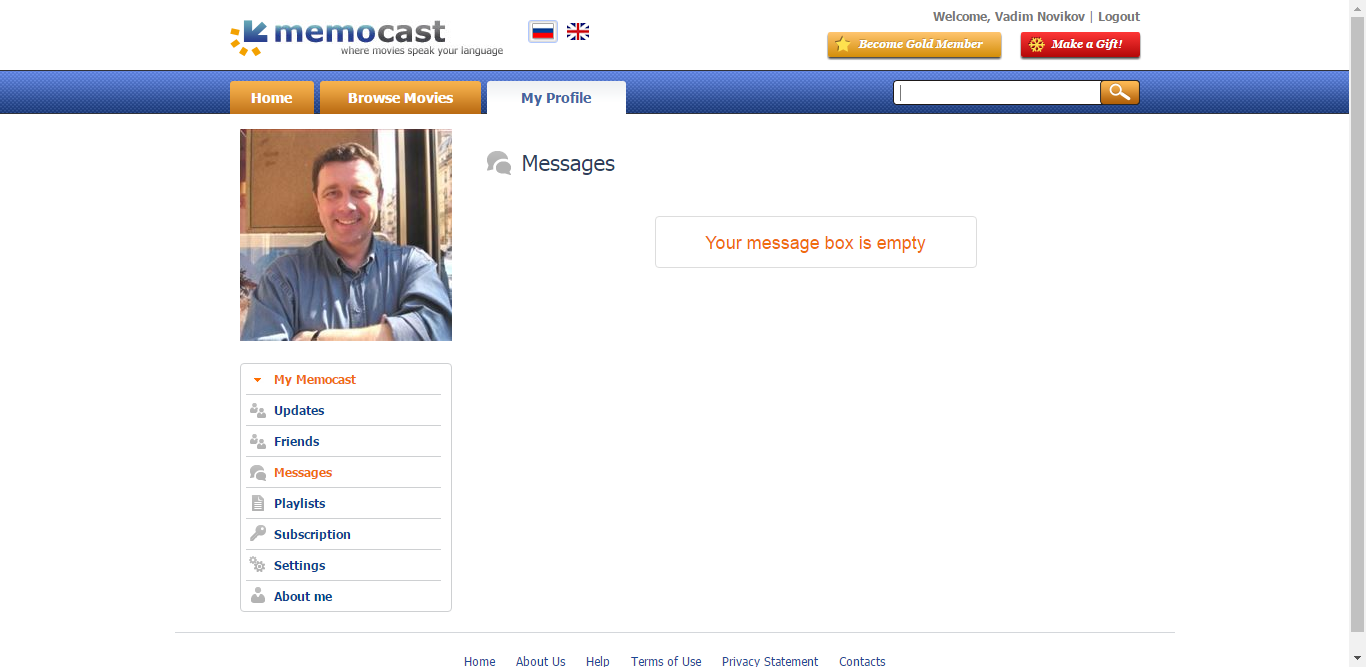 memocast
where movies speak your language
Welcome, Vadim Novikov | Logout
Become Gold Member
Make a Gift!
Home
Browse Movies
My Profile
Messages
Your message box is empty
My Memocast
Updates
Friends
Messages
Playlists
Subscription
Settings
About me
Home About Us Help Terms of Use Privacy Statement Contacts